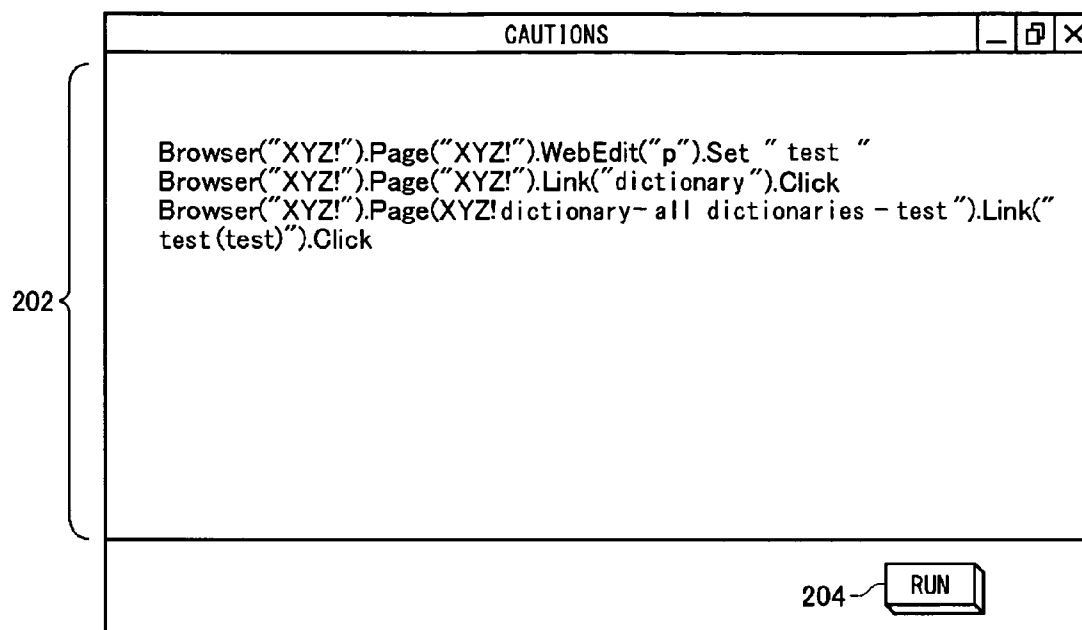 CAUTIONS
Browser("XYZ!").Page("XYZ!").WebEdit("p").Set " test "
Browser("XYZ!").Page("XYZ!").Link("dictionary").Click
Browser("XYZ!").Page(XYZ!dictionary-all dictionaries-test").Link("
test(test)").Click
202
204
RUN